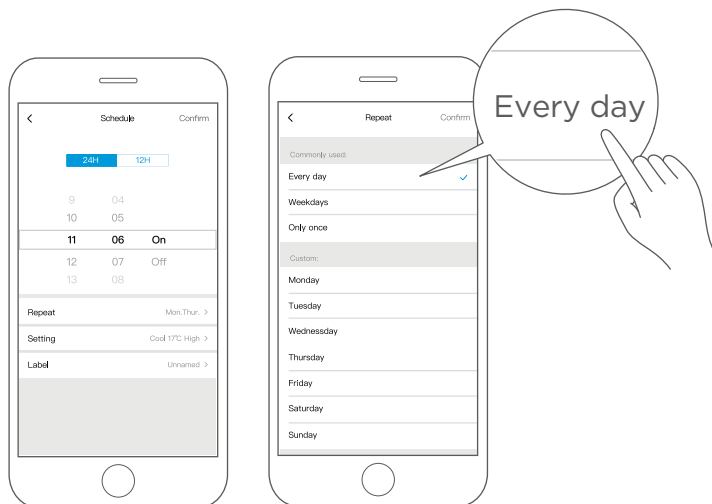 < Schedule Confirm
24H 12H
9 04
10 05
11 06 On
12 07 Off
13 08
Repeat Mon.Thur. >
Setting Cool 17℃ High >
Label Unnamed >
< Repeat Confirm
Commonly used:
Every day
Weekdays
Only once
Custom:
Monday
Tuesday
Wednessday
Thursday
Friday
Saturday
Sunday
Every day